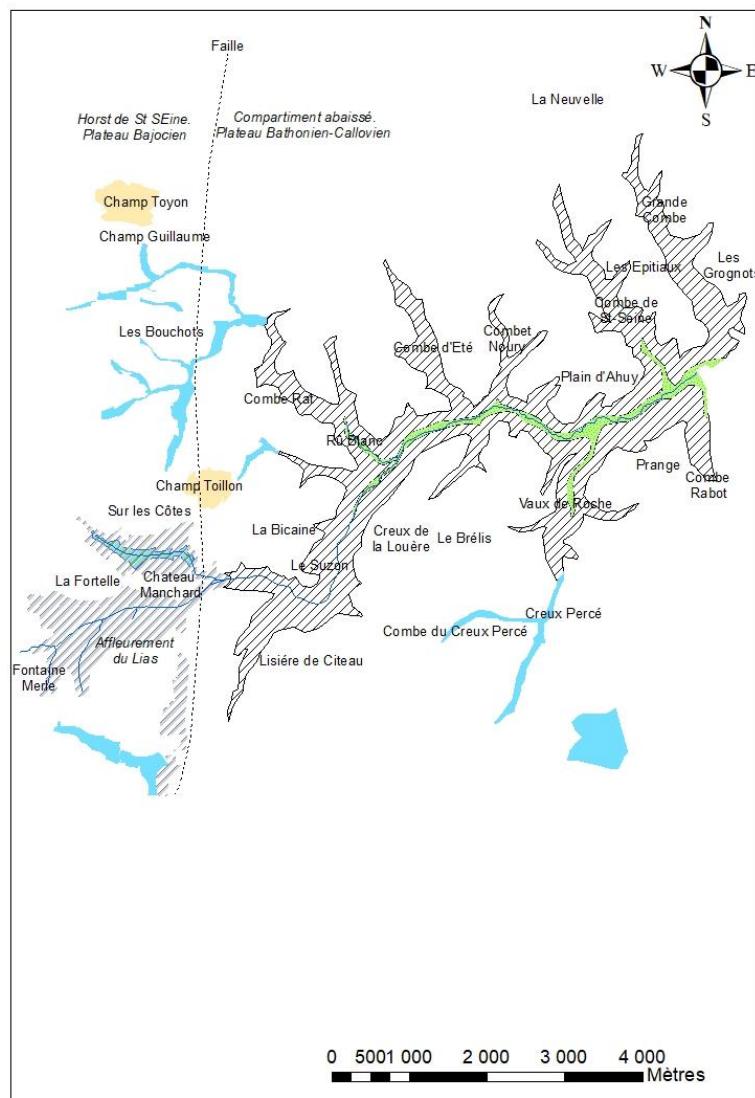 Faille
N
W E
S
La Neuvelle
Horst de St SEine.
Plateau Bajocien
Compartiment abaissé.
Plateau Bathonien-Callovien
Champ Toyon
Grande
Combe
Champ Guillaume
Les
Grognots
Les Epitiaux
Combe de
St-Seine
Les Bouchots
Combe d'Eté
Combet
Noury
Plain d'Ahuy
Combe Rat
Rû Blanc
Prange
Combe
Rabot
Champ Toillon
Vaux de Roche
Sur les Côtes
La Bicaine
Creux de
la Louère
Le Brélis
Le Suzon
La Fortelle
Chateau
Manchard
Creux Percé
Combe du Creux Percé
Affleurement
du Lias
Lisiére de Citeau
Fontaine
Merle
0 5001 000 2 000 3 000 4 000
Mètres